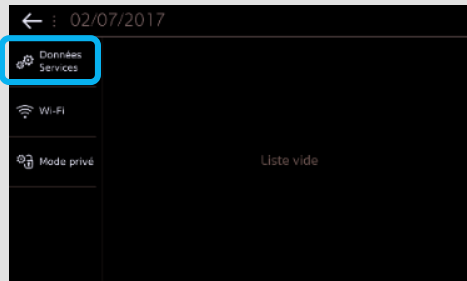 02/07/2017
Données
Services
Wi-Fi
Mode privé
Liste vide